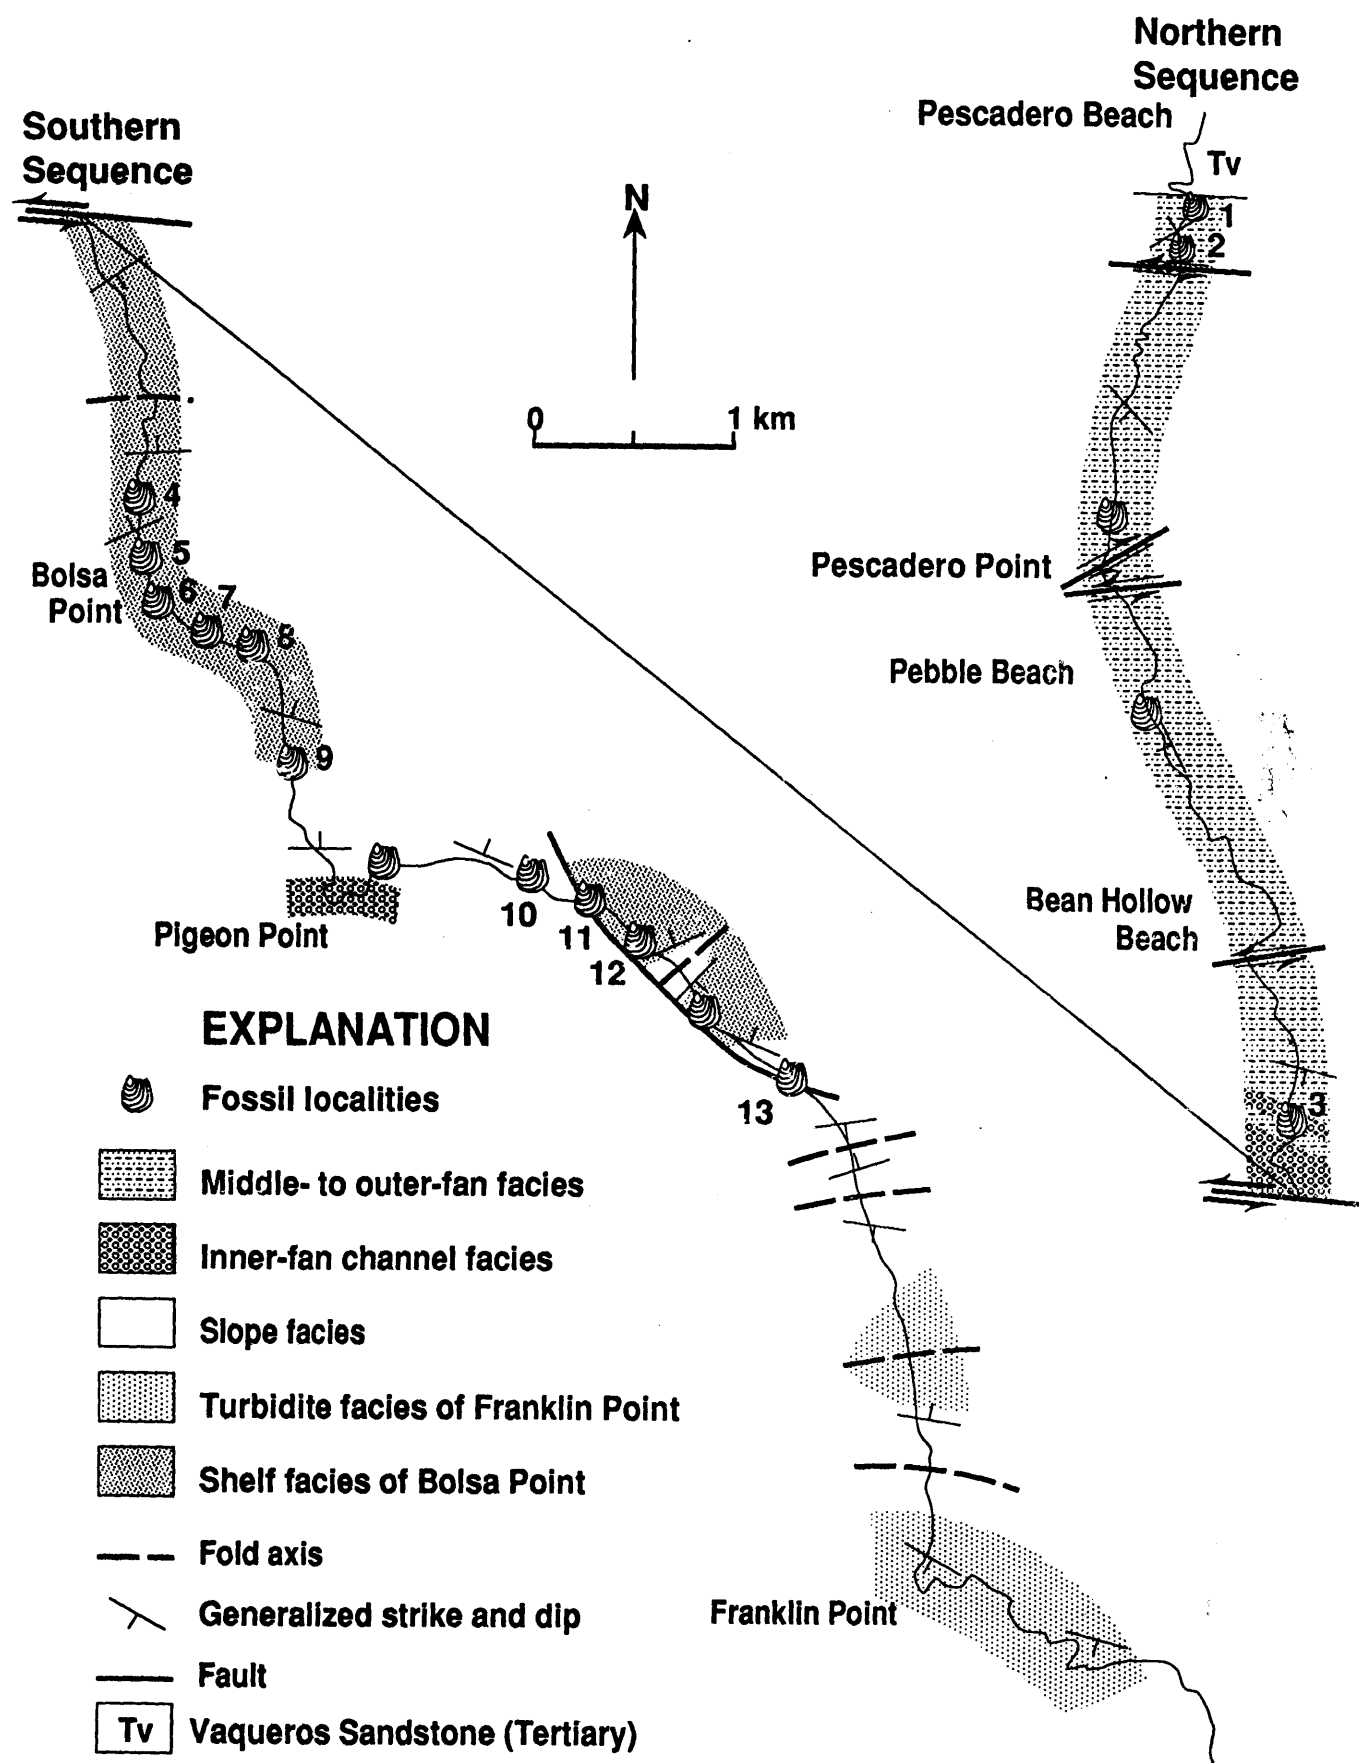 Northern
Sequence
Pescadero Beach
Tv
1
2
Southern
Sequence
N
0
1 km
4
5
Bolsa
Point
6
7
8
9
Pescadero Point
Pebble Beach
Bean Hollow
Beach
3
10
11
12
13
Pigeon Point
EXPLANATION
Fossil localities
Middle- to outer-fan facies
Inner-fan channel facies
Slope facies
Turbidite facies of Franklin Point
Shelf facies of Bolsa Point
Fold axis
Generalized strike and dip
Fault
Tv Vaqueros Sandstone (Tertiary)
Franklin Point